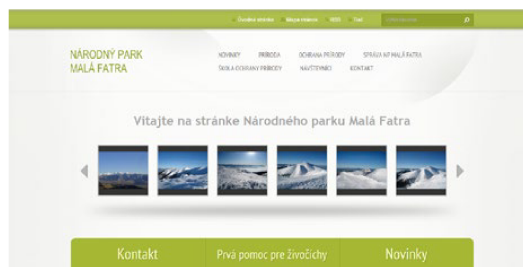 Úvodná stránka Mapa stránok RSS Tlač
NÁRODNÝ PARK
MALÁ FATRA
NOVINKY PRÍRODA OCHRANA PRÍRODY SPRÁVA NP MALÁ FATRA
ŠKOLA OCHRANY PRÍRODY NÁVŠTEVNÍCI KONTAKT
Vitajte na stránke Národného parku Malá Fatra
Kontakt Prvá pomoc pre živočíchy Novinky